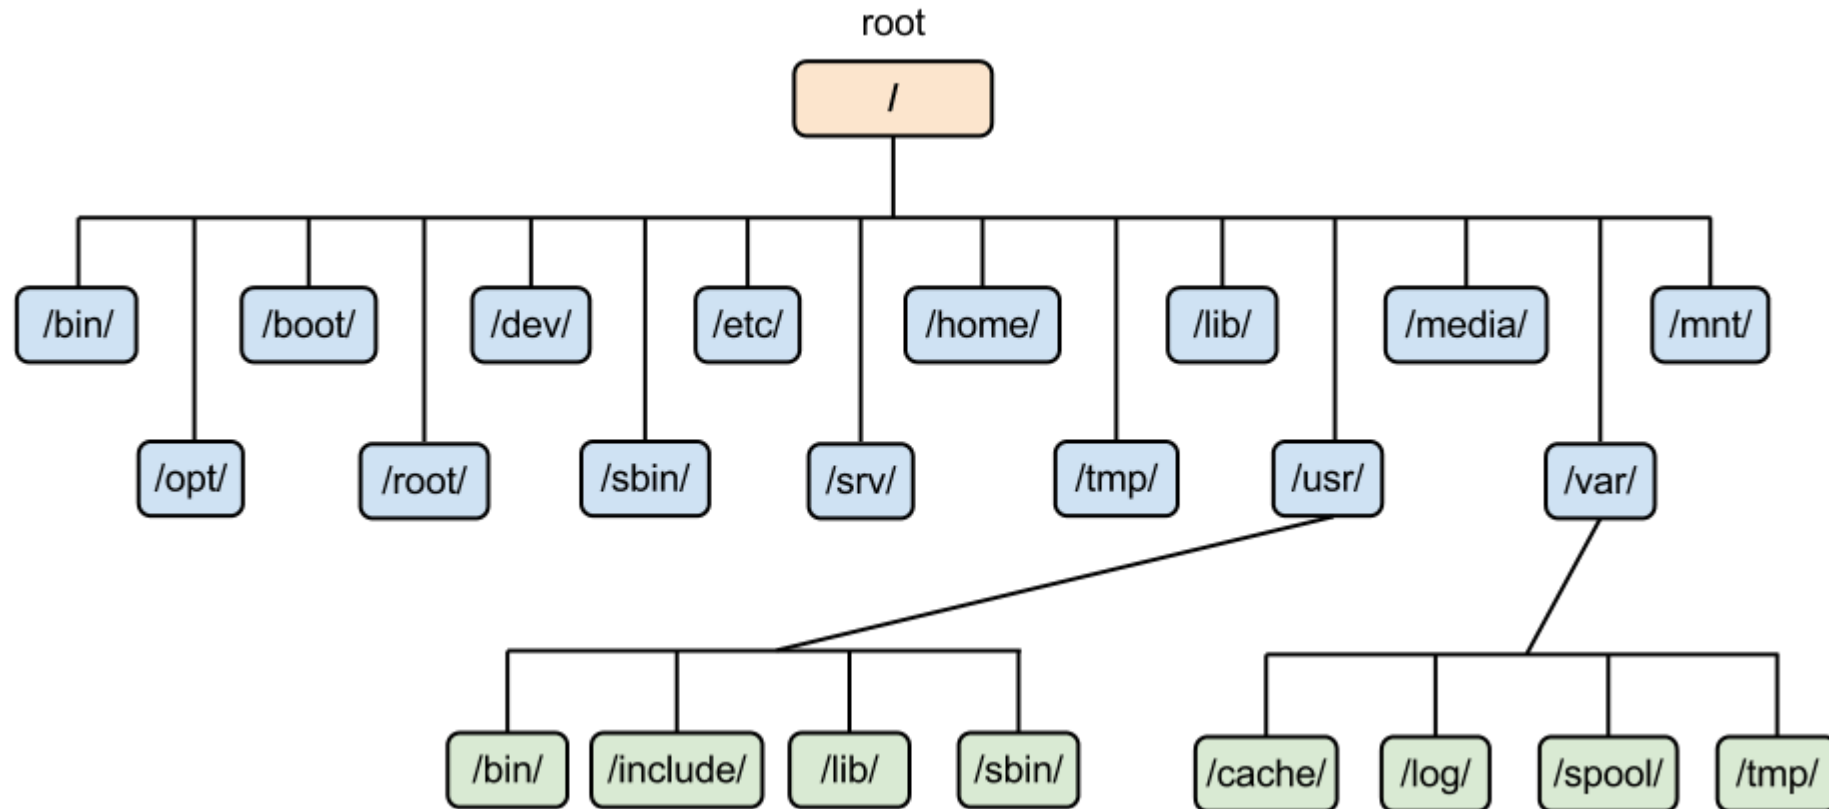 root
/
/bin/ /boot/ /dev/ /etc/ /home/ /lib/ /media/ /mnt/
/opt/ /root/ /sbin/ /srv/ /tmp/ /usr/ /var/
/bin/ /include/ /lib/ /sbin/ /cache/ /log/ /spool/ /tmp/